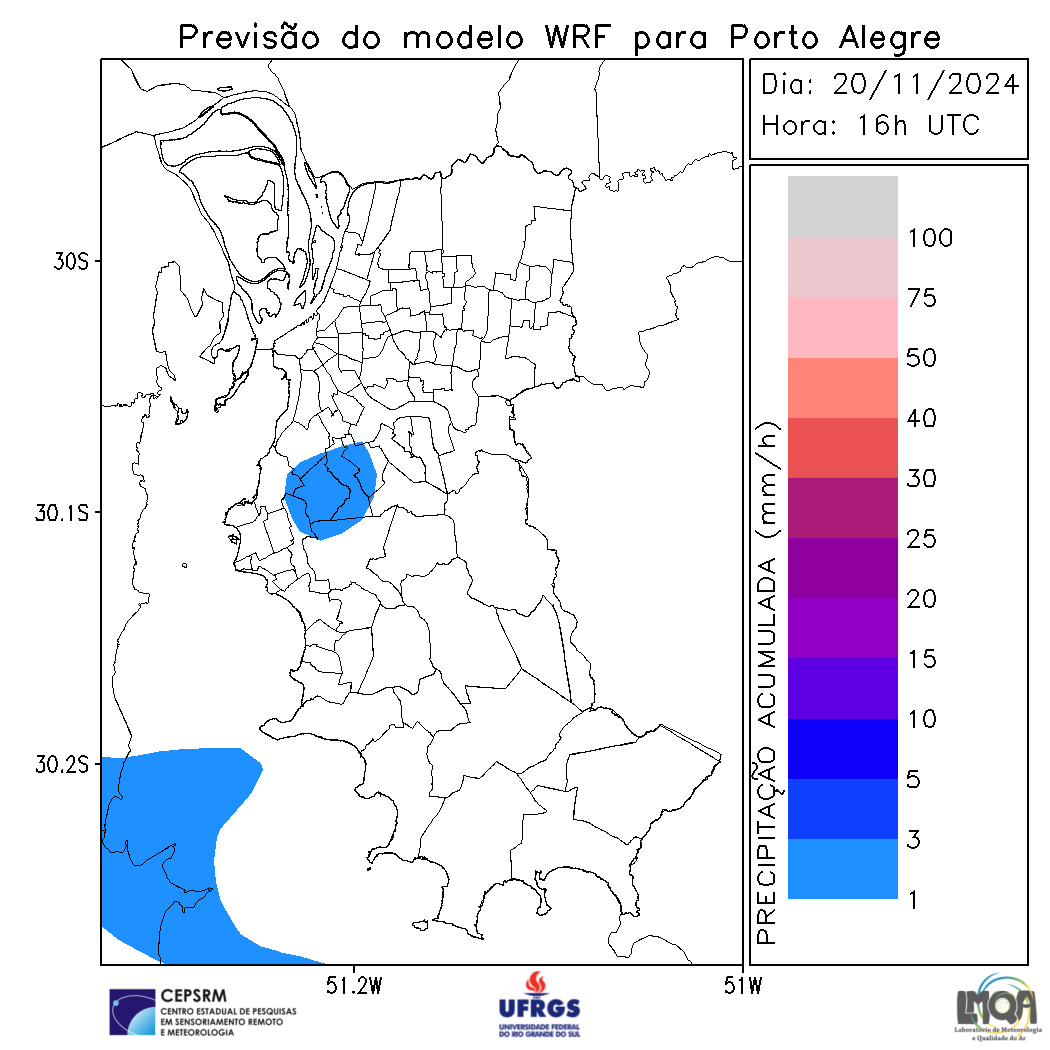 Previsão do modelo WRF para Porto Alegre
Dia: 20/11/2024
Hora: 16h UTC
30S
30.1S
30.2S
51.2W
51W
PRECIPITAÇÃO ACUMULADA (mm/h)
100
75
50
40
30
25
20
15
10
5
3
1
CEPSRM
CENTRO ESTADUAL DE PESQUISAS
EM SENSORIAMENTO REMOTO
E METEOROLOGIA
UFRGS
UNIVERSIDADE FEDERAL
DO RIO GRANDE DO SUL
LMQA
Laboratório de Meteorologia
e Qualidade do Ar